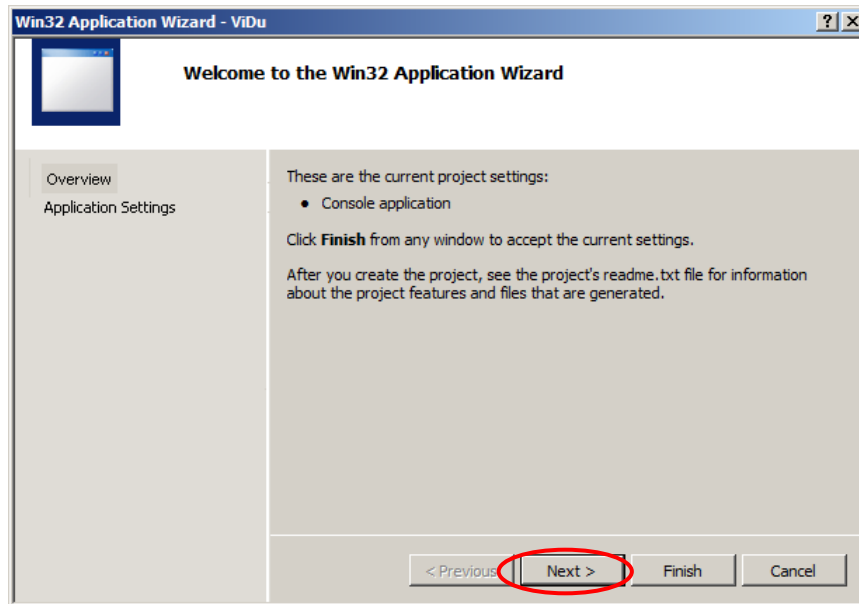 Win32 Application Wizard - ViDu
Welcome to the Win32 Application Wizard
Overview
Application Settings
These are the current project settings:
• Console application
Click Finish from any window to accept the current settings.
After you create the project, see the project's readme.txt file for information
about the project features and files that are generated.
< Previous
Next >
Finish
Cancel